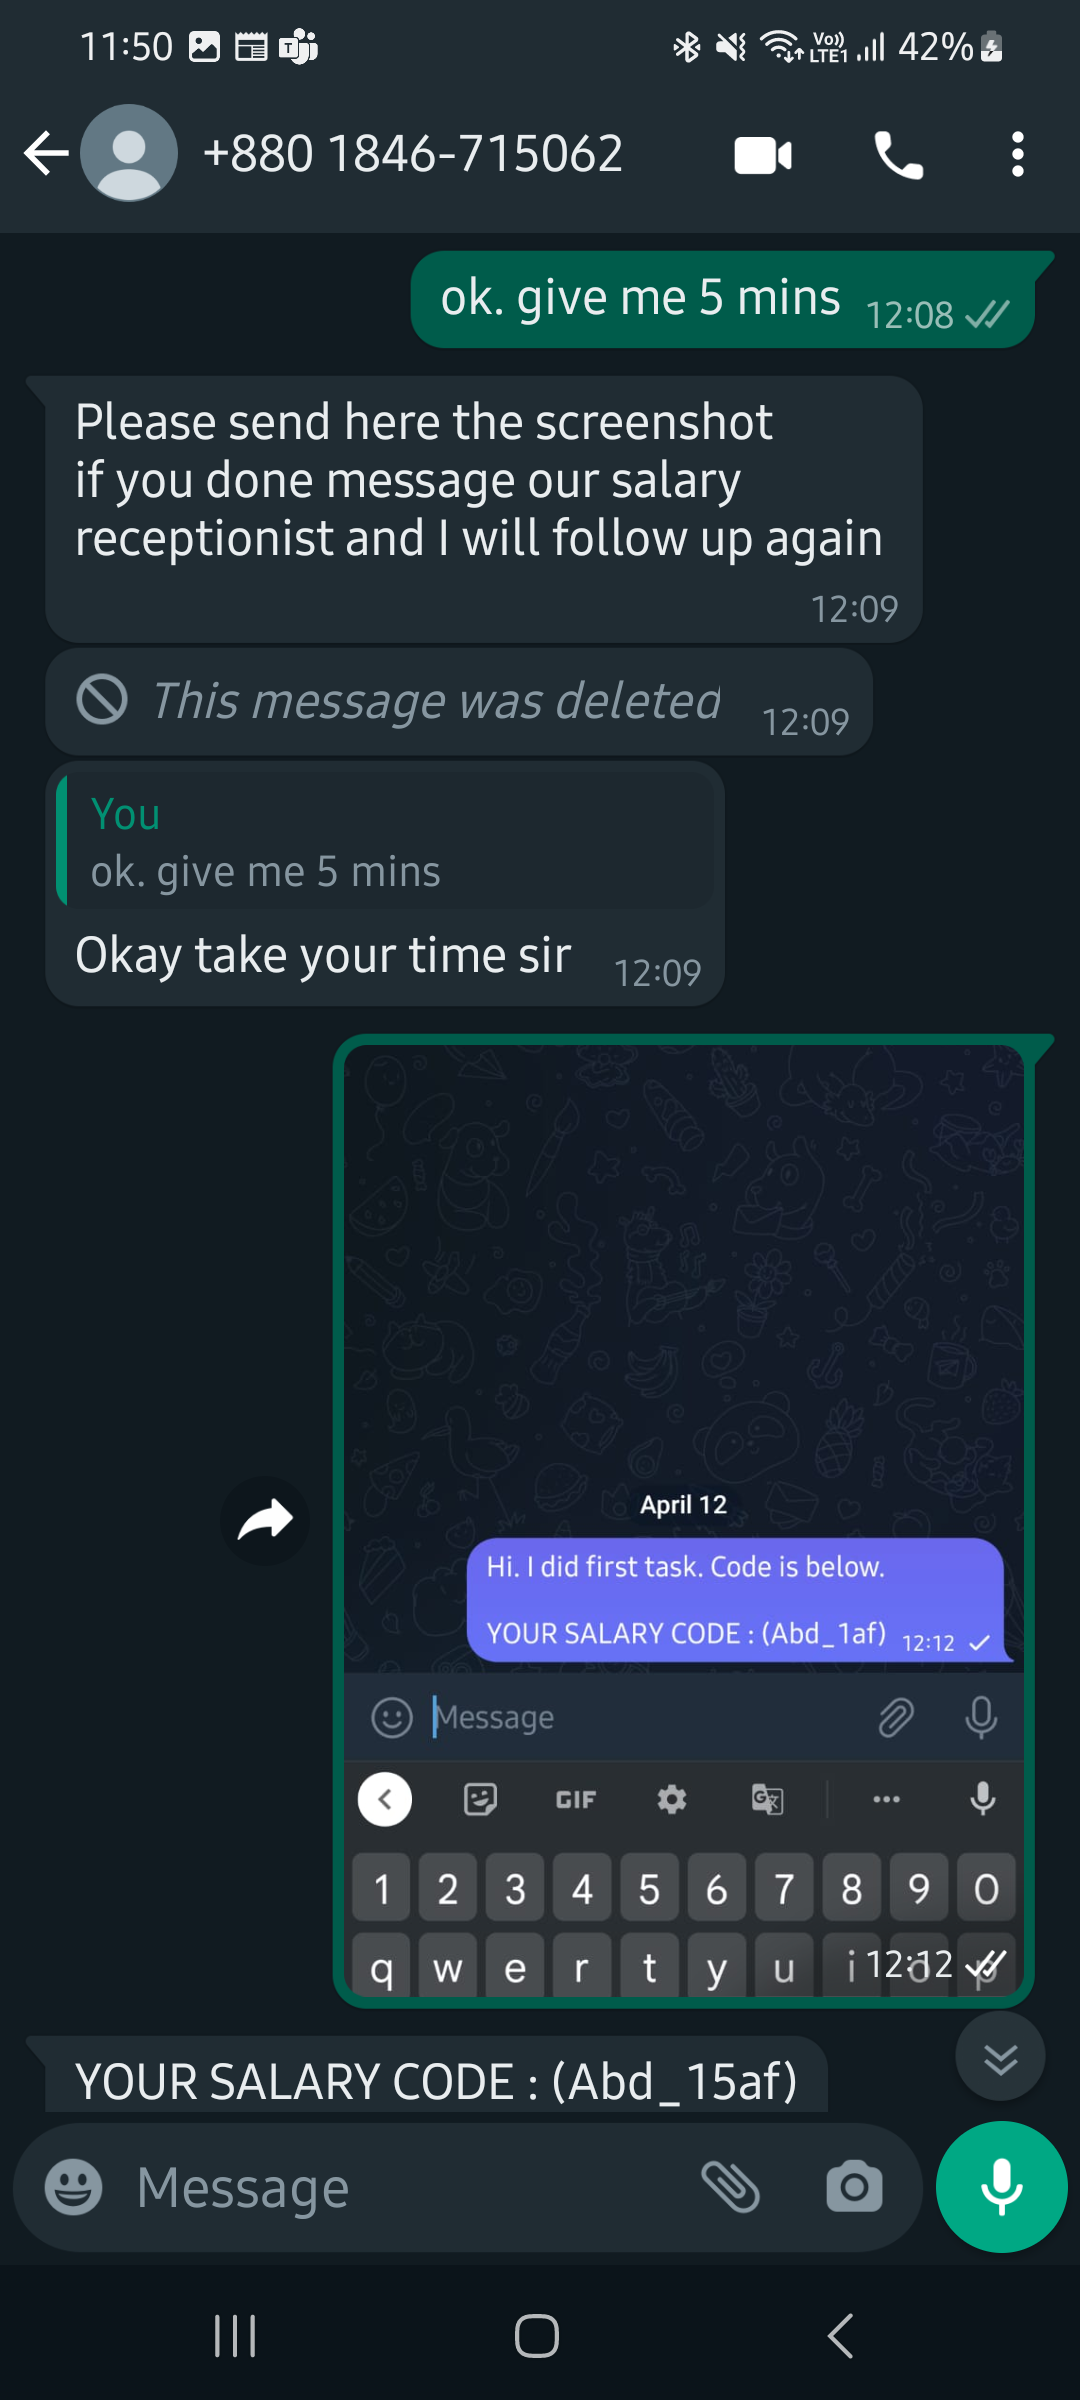 11:50
Vo)) LTE1 42%
+880 1846-715062
ok. give me 5 mins 12:08
Please send here the screenshot
if you done message our salary
receptionist and I will follow up again
12:09
This message was deleted 12:09
You
ok. give me 5 mins
Okay take your time sir 12:09
April 12
Hi. I did first task. Code is below.
YOUR SALARY CODE : (Abd_1af) 12:12
Message
GIF
1 2 3 4 5 6 7 8 9 0
q w e r t y u i o p
12:12
YOUR SALARY CODE : (Abd_15af)
Message